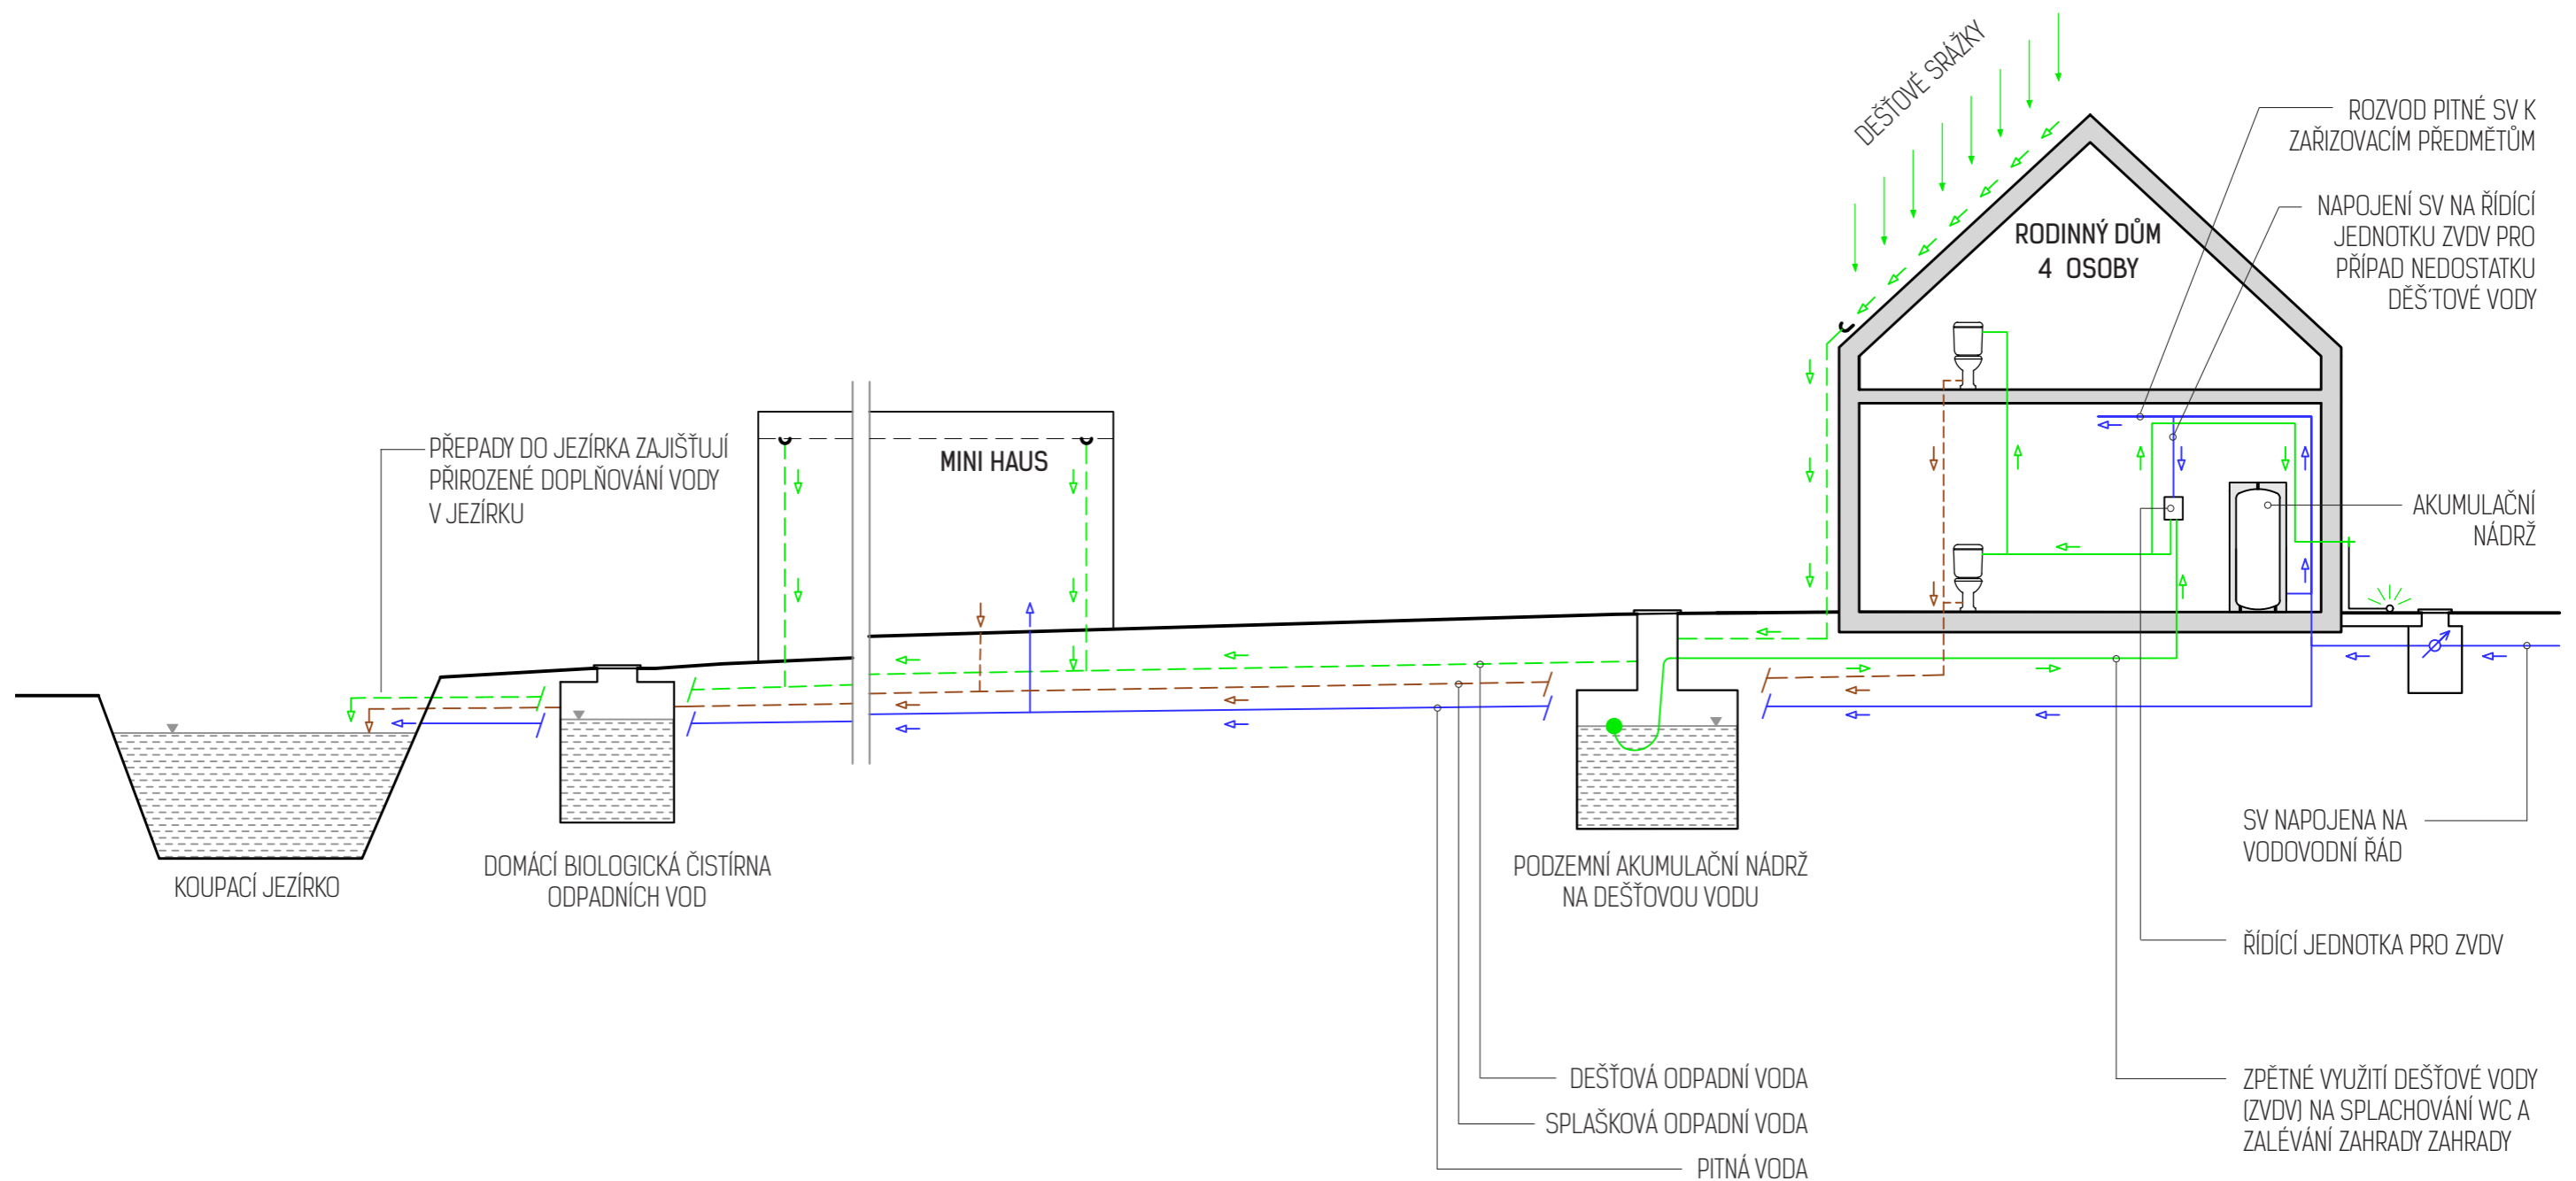 DEŠŤOVÉ SRÁŽKY
ROZVOD PITNÉ SV K
ZAŘIZOVACÍM PŘEDMĚTŮM
NAPOJENÍ SV NA ŘÍDÍCÍ
JEDNOTKU ZVDV PRO
PŘÍPAD NEDOSTATKU
DĚŠ'TOVÉ VODY
RODINNÝ DŮM
4 OSOBY
PŘEPADY DO JEZÍRKA ZAJIŠŤUJÍ
PŘIROZENÉ DOPLŇOVÁNÍ VODY
V JEZÍRKU
MINI HAUS
AKUMULAČNÍ
NÁDRŽ
KOUPACÍ JEZÍRKO
DOMÁCÍ BIOLOGICKÁ ČISTÍRNA
ODPADNÍCH VOD
PODZEMNÍ AKUMULAČNÍ NÁDRŽ
NA DEŠŤOVOU VODU
SV NAPOJENA NA
VODOVODNÍ ŘÁD
ŘÍDÍCÍ JEDNOTKA PRO ZVDV
DEŠŤOVÁ ODPADNÍ VODA
SPLAŠKOVÁ ODPADNÍ VODA
PITNÁ VODA
ZPĚTNÉ VYUŽITÍ DEŠŤOVÉ VODY
(ZVDV) NA SPLACHOVÁNÍ WC A
ZALÉVÁNÍ ZAHRADY ZAHRADY